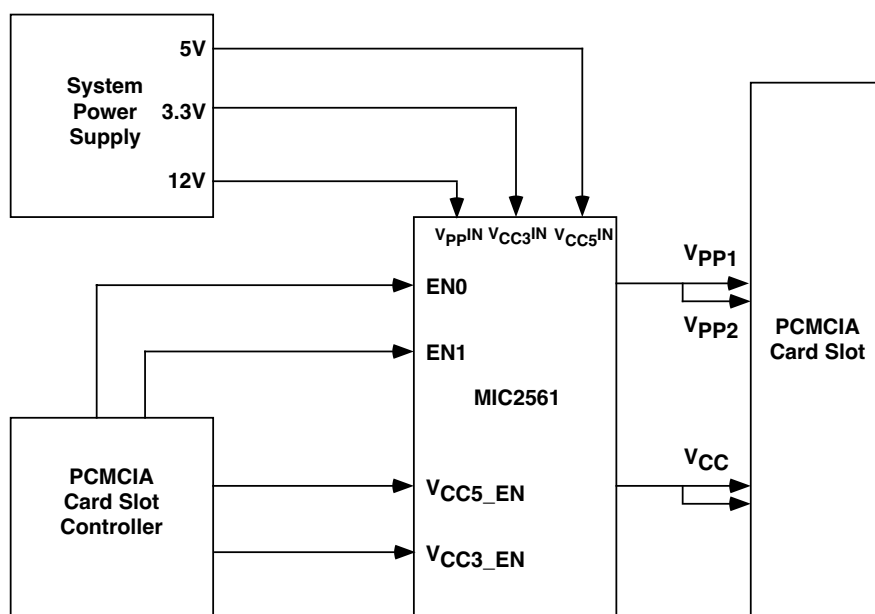 System
Power
Supply
5V
3.3V
12V
VPPIN VCC3IN VCC5IN
EN0
EN1
MIC2561
VCC5_EN
VCC3_EN
PCMCIA
Card Slot
Controller
VPP1
VPP2
VCC
PCMCIA
Card Slot